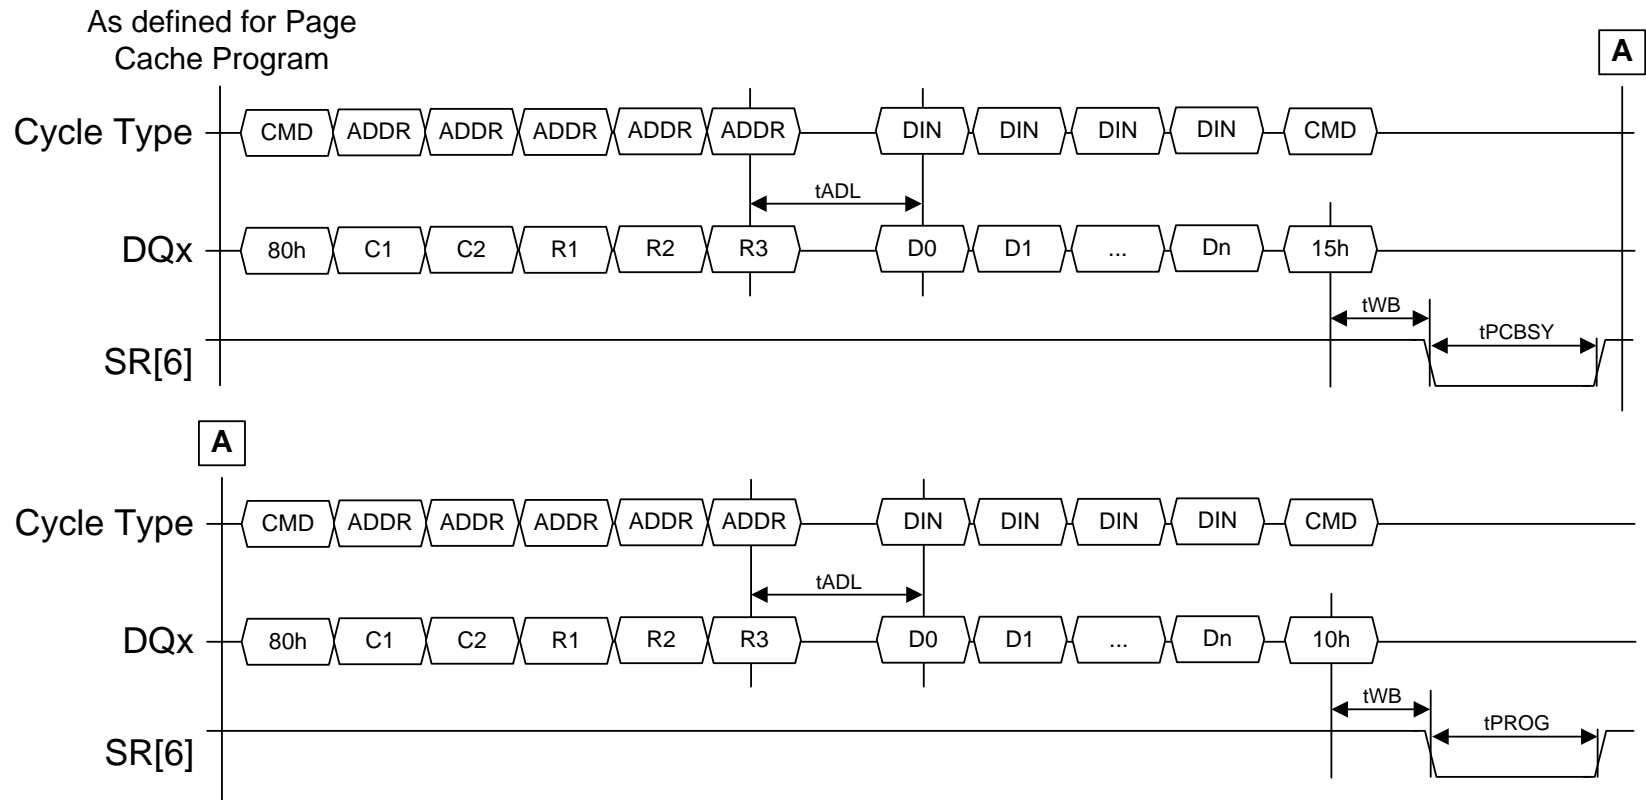 As defined for Page
Cache Program
A
Cycle Type CMD ADDR ADDR ADDR ADDR ADDR DIN DIN DIN DIN CMD
tADL
DQx 80h C1 C2 R1 R2 R3 D0 D1 ... Dn 15h
tWB
tPCBSY
SR[6]
A
Cycle Type CMD ADDR ADDR ADDR ADDR ADDR DIN DIN DIN DIN CMD
tADL
DQx 80h C1 C2 R1 R2 R3 D0 D1 ... Dn 10h
tWB
tPROG
SR[6]